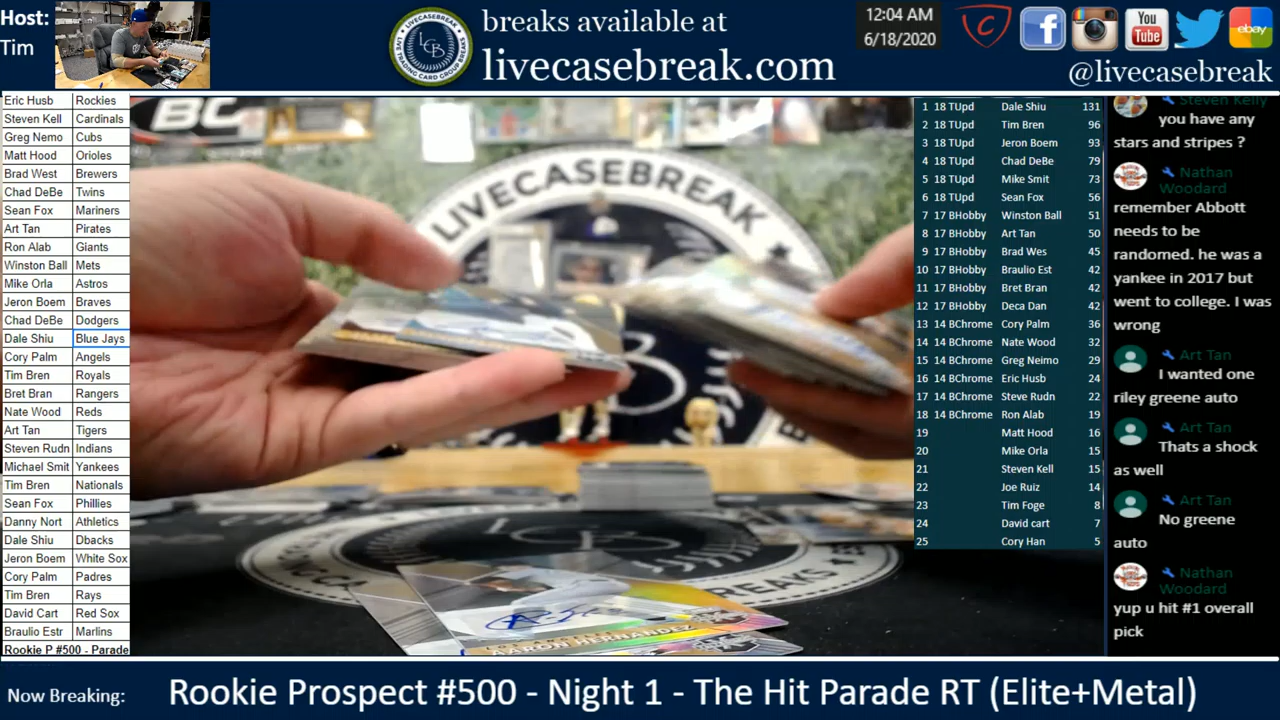 Host:
Tim
breaks available at
livecasebreak.com
12:04 AM
6/18/2020
You
Tube
ebay
@livecasebreak
LIVECASEBREAK
LCB
LIVE TRADING CARD GROUP BREAKS
Eric Husb Rockies
Steven Kell Cardinals
Greg Nemo Cubs
Matt Hood Orioles
Brad West Brewers
Chad DeBe Twins
Sean Fox Mariners
Art Tan Pirates
Ron Alab Giants
Winston Ball Mets
Mike Orla Astros
Jeron Boem Braves
Chad DeBe Dodgers
Dale Shiu Blue Jays
Cory Palm Angels
Tim Bren Royals
Bret Bran Rangers
Nate Wood Reds
Art Tan Tigers
Steven Rudn Indians
Michael Smit Yankees
Tim Bren Nationals
Sean Fox Phillies
Danny Nort Athletics
Dale Shiu Dbacks
Jeron Boem White Sox
Cory Palm Padres
Tim Bren Rays
David Cart Red Sox
Braulio Estr Marlins
Rookie P #500 - Parade
BC
LIVECASEBREAK
AARON HERNANDEZ
1 18 TUpd Dale Shiu 131
2 18 TUpd Tim Bren 96
3 18 TUpd Jeron Boem 93
4 18 TUpd Chad DeBe 79
5 18 TUpd Mike Smit 73
6 18 TUpd Sean Fox 56
7 17 BHobby Winston Ball 51
8 17 BHobby Art Tan 50
9 17 BHobby Brad Wes 45
10 17 BHobby Braulio Est 42
11 17 BHobby Bret Bran 42
12 17 BHobby Deca Dan 42
13 14 BChrome Cory Palm 36
14 14 BChrome Nate Wood 32
15 14 BChrome Greg Neimo 29
16 14 BChrome Eric Husb 24
17 14 BChrome Steve Rudn 22
18 14 BChrome Ron Alab 19
19 Matt Hood 16
20 Mike Orla 15
21 Steven Kell 15
22 Joe Ruiz 14
23 Tim Foge 8
24 David cart 7
25 Cory Han 5
Steven Kelly
you have any
stars and stripes ?
Nathan
Woodard
remember Abbott
needs to be
randomed. he was a
yankee in 2017 but
went to college. I was
wrong
Art Tan
I wanted one
riley greene auto
Art Tan
Thats a shock
as well
Art Tan
No greene
auto
Nathan
Woodard
yup u hit #1 overall
pick
Now Breaking:
Rookie Prospect #500 - Night 1 - The Hit Parade RT (Elite+Metal)